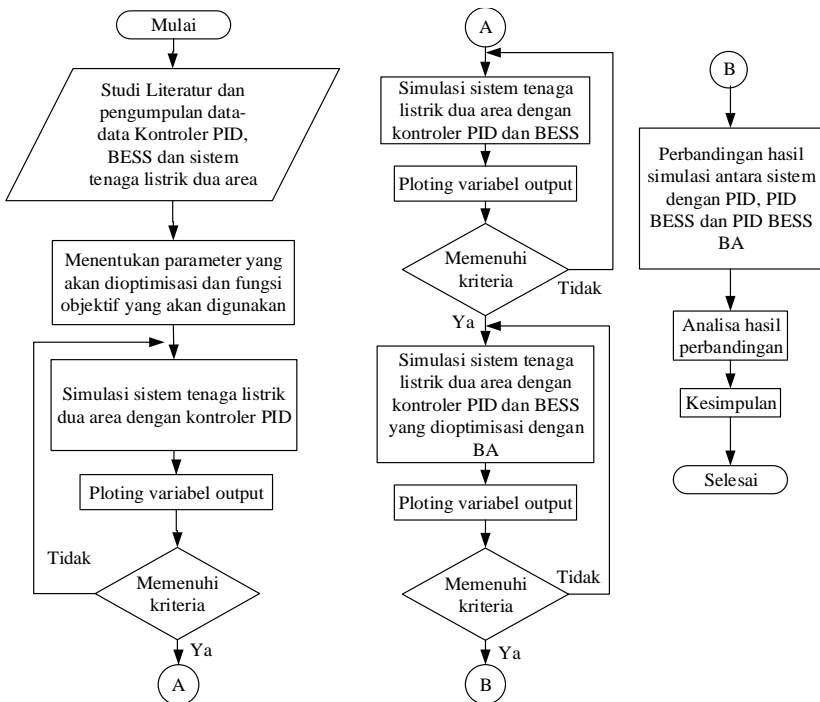 Mulai
Studi Literatur dan
pengumpulan data-
data Kontroler PID,
BESS dan sistem
tenaga listrik dua area
Menentukan parameter yang
akan dioptimisasi dan fungsi
objektif yang akan digunakan
Simulasi sistem tenaga listrik
dua area dengan kontroler PID
Ploting variabel output
Tidak
Memenuhi
kriteria
Ya
A
A
Simulasi sistem tenaga
listrik dua area dengan
kontroler PID dan BESS
Ploting variabel output
Memenuhi
kriteria
Tidak
Ya
Simulasi sistem tenaga
listrik dua area dengan
kontroler PID dan BESS
yang dioptimisasi dengan
BA
Ploting variabel output
Memenuhi
kriteria
Tidak
Ya
B
B
Perbandingan hasil
simulasi antara sistem
dengan PID, PID
BESS dan PID BESS
BA
Analisa hasil
perbandingan
Kesimpulan
Selesai